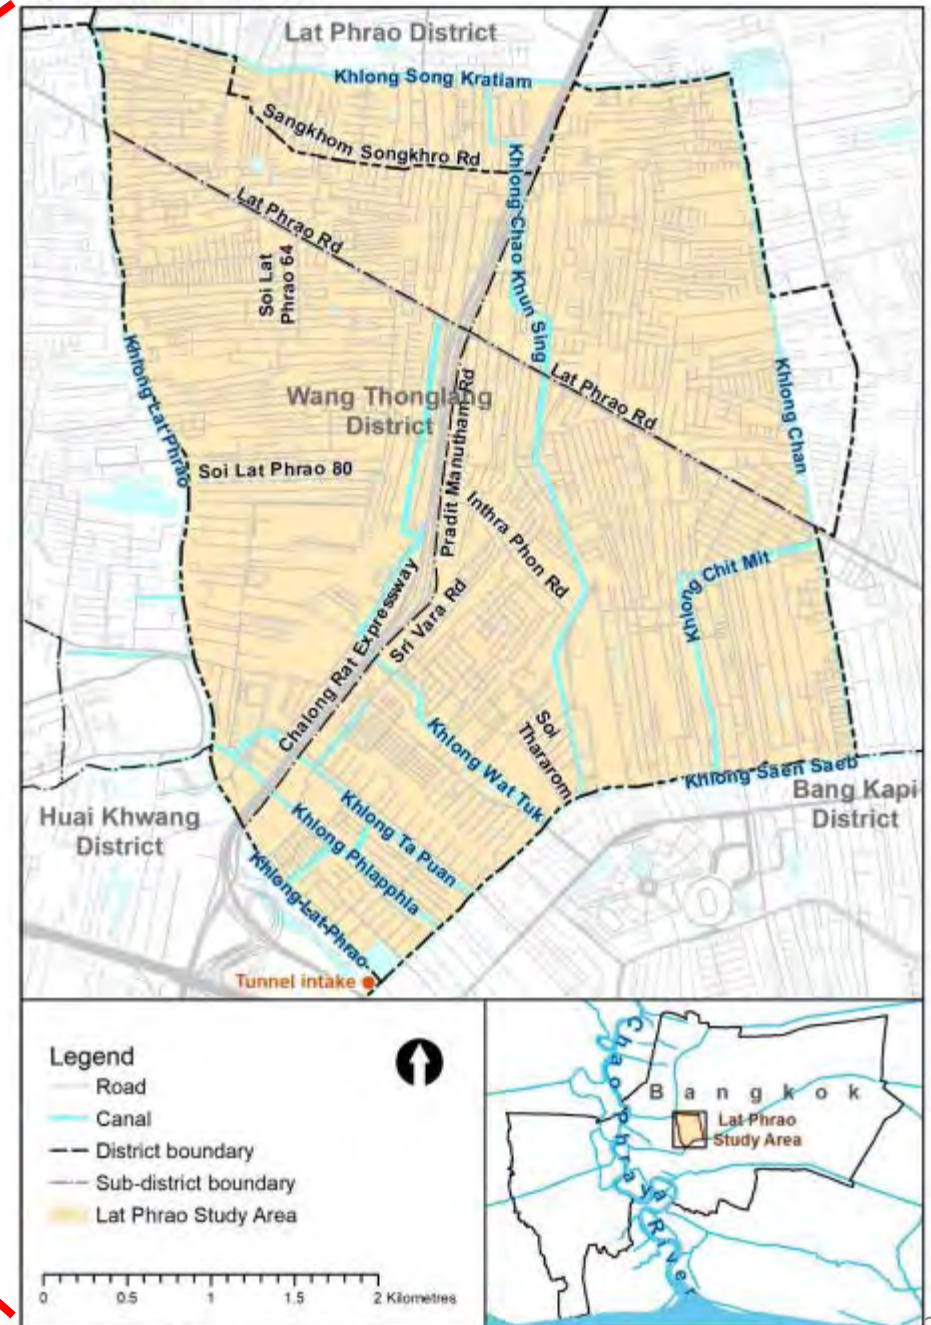 Lat Phrao District
Khlong Song Kratiam
Sangkhom Songkhro Rd
Khlong Chao Khun Sing
Lat Phrao Rd
Soi Lat
Phrao 64
Khlong Lat Phrao
Wang Thonglang
District
Pradit Manutham Rd
Lat Phrao Rd
Khlong Chan
Soi Lat Phrao 80
Inthra Phon Rd
Khlong Chit Mit
Chalong Rat Expressway
Sri Vara Rd
Khlong Wat Tuk
Soi
Thararom
Khlong Saen Saeb
Bang Kapi
District
Huai Khwang
District
Khlong Ta Puan
Khlong Phlapphla
Khlong Lat Phrao
Tunnel intake
Legend
Road
Canal
District boundary
Sub-district boundary
Lat Phrao Study Area
0 0.5 1 1.5 2 Kilometres
Chao Phraya River
Bangkok
Lat Phrao
Study Area